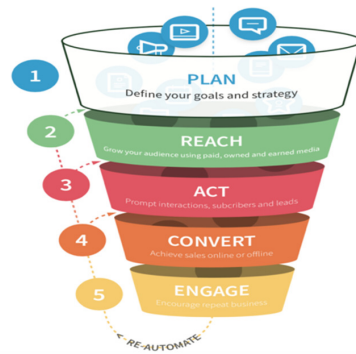 1
PLAN
Define your goals and strategy
2
REACH
Grow your audience using paid, owned and earned media
3
ACT
Prompt interactions, subcribers and leads
4
CONVERT
Achieve sales online or offline
5
ENGAGE
Encourage repeat business
RE-AUTOMATE